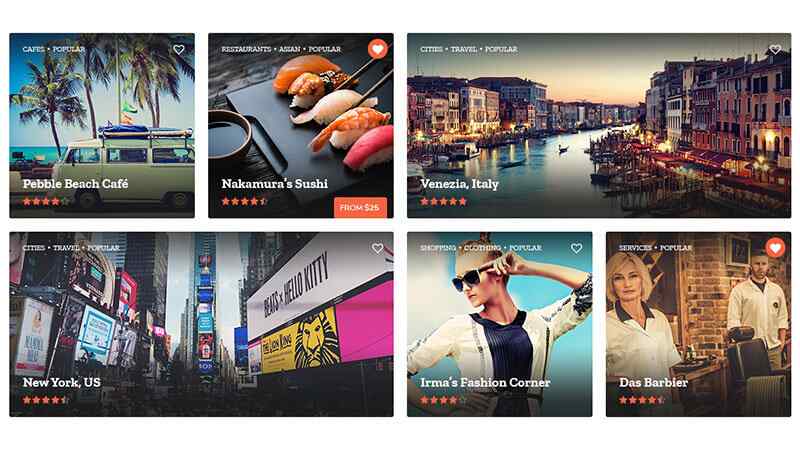 CAFES • POPULAR
Pebble Beach Café
RESTAURANTS • ASIAN • POPULAR
Nakamura's Sushi
FROM $25
CITIES • TRAVEL • POPULAR
Venezia, Italy
CITIES • TRAVEL • POPULAR
BEATS x HELLO KITTY
THE LION KING
New York, US
SHOPPING • CLOTHING • POPULAR
Irma's Fashion Corner
SERVICES • POPULAR
Das Barbier